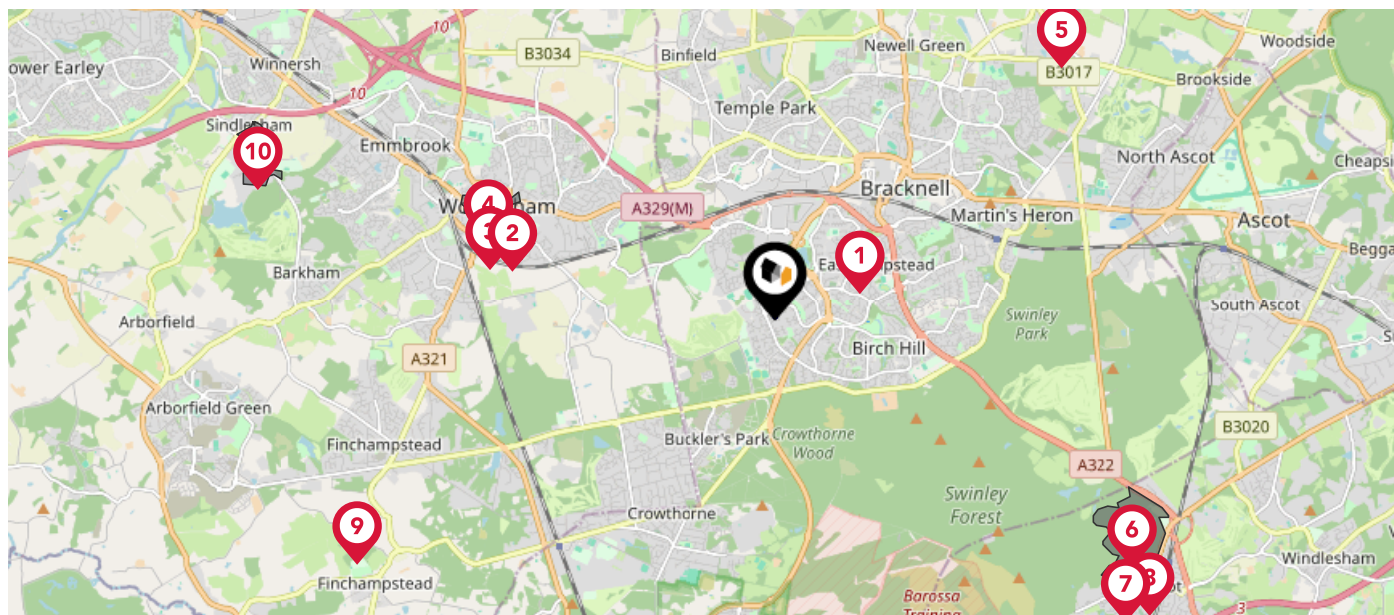 10
5
Newell Green
Woodside
B3034
Binfield
ower Earley
Winnersh
B3017
Brookside
10
Temple Park
Sindlesham
10
Emmbrook
North Ascot
Cheapsi
4
Bracknell
A329(M)
Martin's Heron
Ascot
3
2
1
Barkham
Easthampstead
Begga
Swinley
Park
South Ascot
Arborfield
A321
Birch Hill
Arborfield Green
Finchampstead
Buckler's Park
Crowthorne
Wood
B3020
A322
Swinley
Forest
Crowthorne
9
6
Windlesham
Finchampstead
7
8
Barossa
Training
3